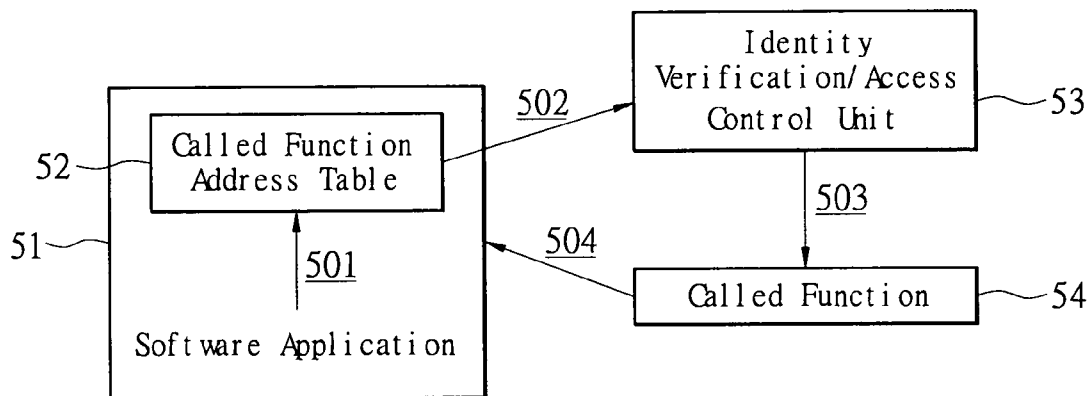 Identity
Verification/Access
Control Unit
53
502
Called Function
Address Table
52
503
51
504
501
Called Function
54
Software Application